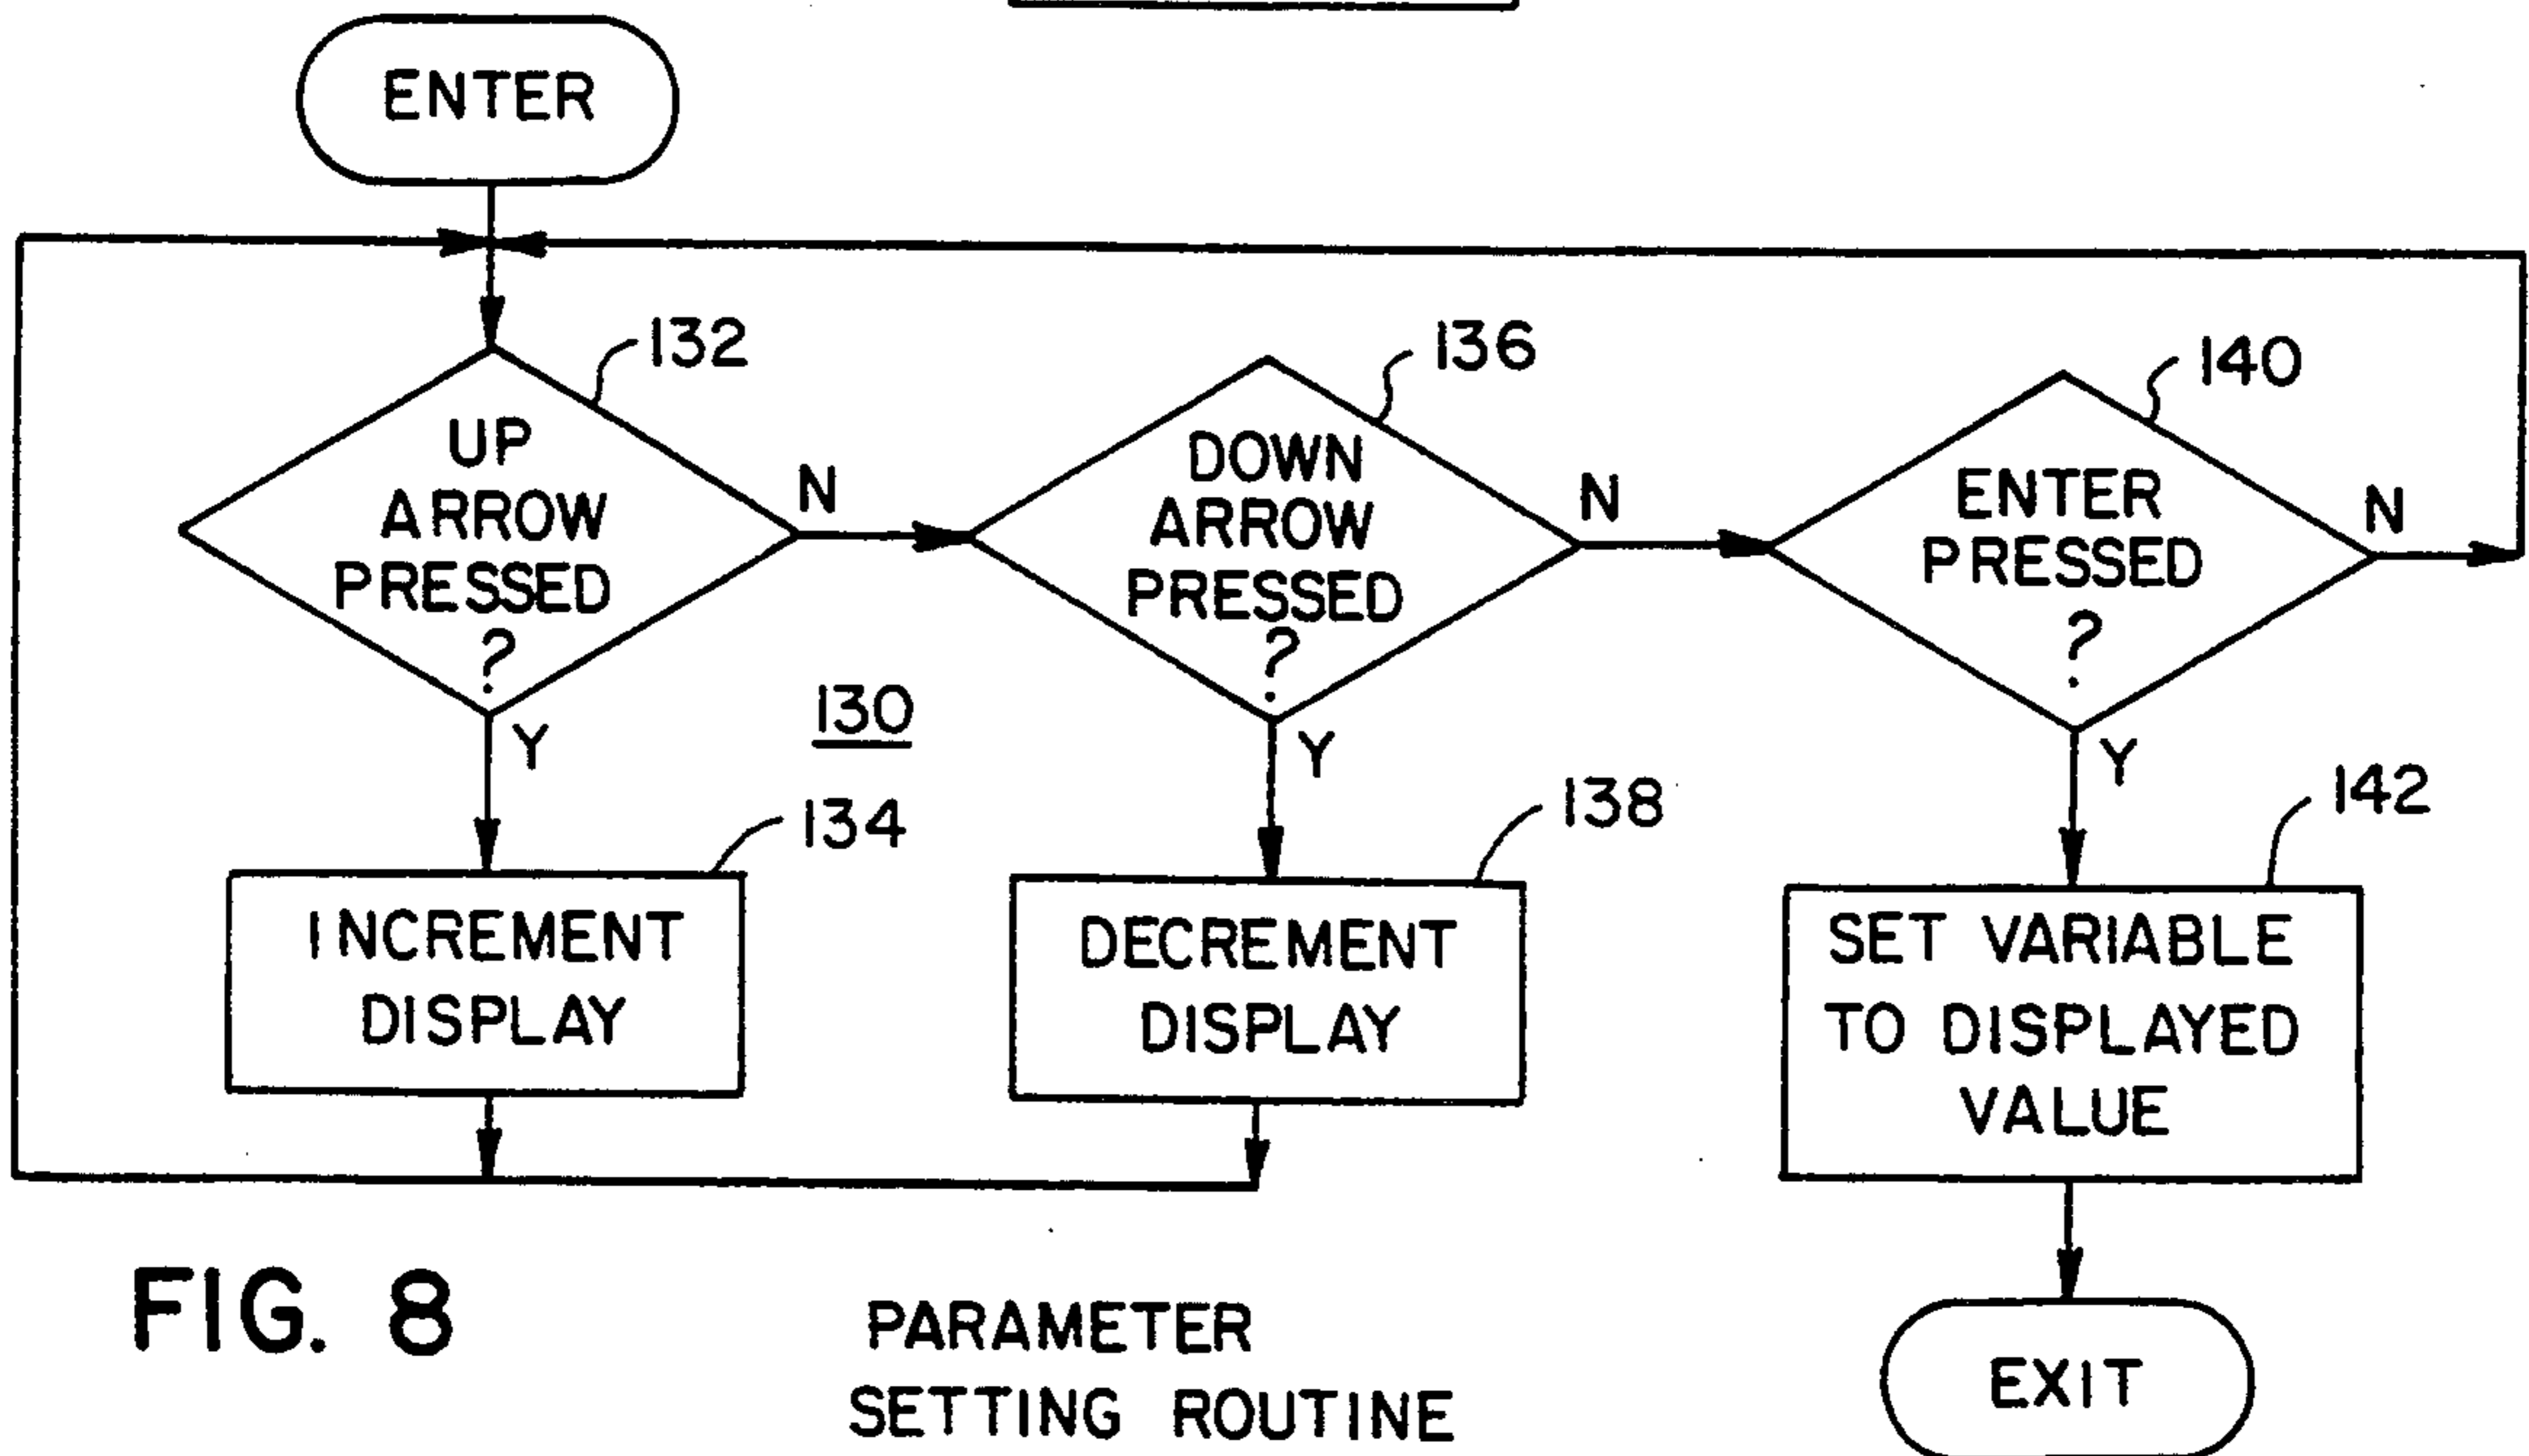 ENTER
132
UP
ARROW
PRESSED
?
N
136
DOWN
ARROW
PRESSED
?
N
140
ENTER
PRESSED
?
N
130
Y
Y
Y
134
INCREMENT
DISPLAY
138
DECREMENT
DISPLAY
142
SET VARIABLE
TO DISPLAYED
VALUE
EXIT
FIG. 8
PARAMETER
SETTING ROUTINE